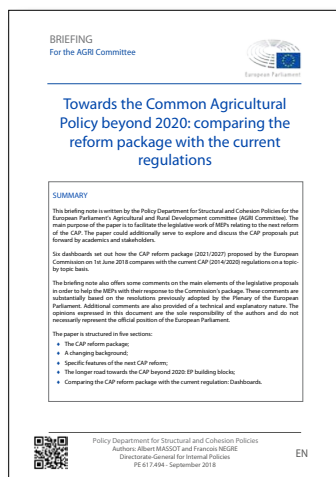 BRIEFING
For the AGRI Committee
European Parliament
Towards the Common Agricultural
Policy beyond 2020: comparing the
reform package with the current
regulations
SUMMARY
This briefing note is written by the Policy Department for Structural and Cohesion Policies for the
European Parliament's Agricultural and Rural Development committee (AGRI Committee). The
main purpose of the paper is to facilitate the legislative work of MEPs relating to the next reform
of the CAP. The paper could additionally serve to explore and discuss the CAP proposals put
forward by academics and stakeholders.
Six dashboards set out how the CAP reform package (2021/2027) proposed by the European
Commission on 1st June 2018 compares with the current CAP (2014/2020) regulations on a topic-
by topic basis.
The briefing note also offers some comments on the main elements of the legislative proposals
in order to help the MEPs with their response to the Commission's package. These comments are
substantially based on the resolutions previously adopted by the Plenary of the European
Parliament. Additional comments are also provided of a technical and explanatory nature. The
opinions expressed in this document are the sole responsibility of the authors and do not
necessarily represent the official position of the European Parliament.
The paper is structured in five sections:
♦ The CAP reform package;
♦ A changing background;
♦ Specific features of the next CAP reform;
♦ The longer road towards the CAP beyond 2020: EP building blocks;
♦ Comparing the CAP reform package with the current regulation: Dashboards.
Policy Department for Structural and Cohesion Policies
Authors: Albert MASSOT and Francois NEGRE
Directorate-General for Internal Policies
PE 617.494 - September 2018
EN